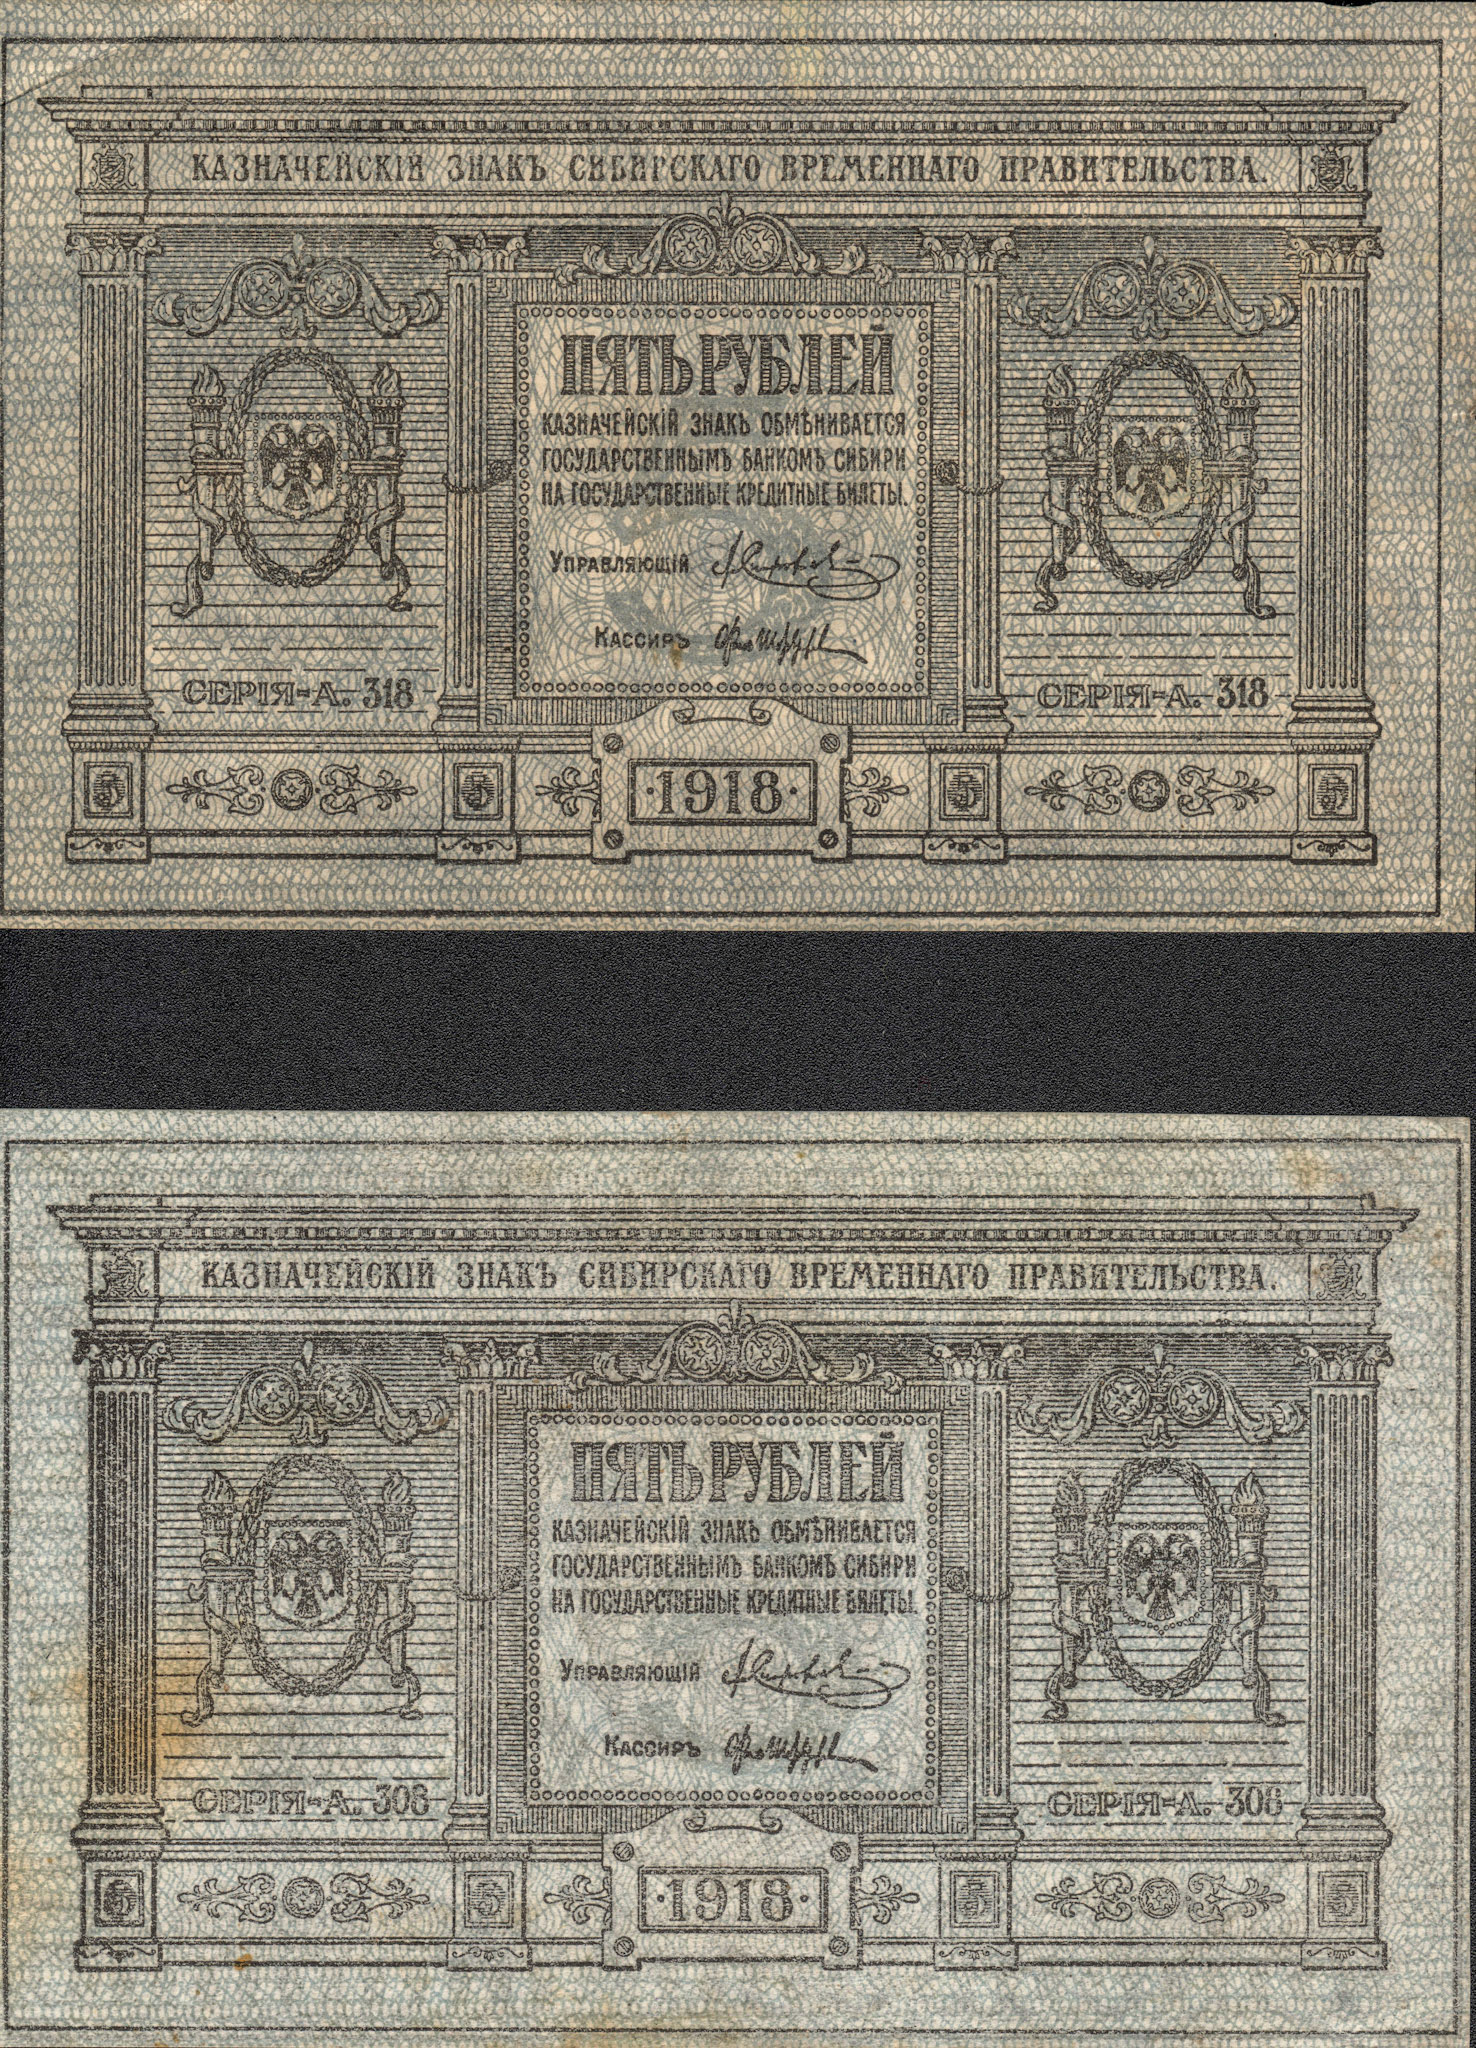 КАЗНАЧЕЙСКІЙ ЗНАКЪ СИБИРСКАГО ВРЕМЕННАГО ПРАВИТЕЛЬСТВА.
ПЯТЬ РУБЛЕЙ
КАЗНАЧЕЙСКІЙ ЗНАКЪ ОБМѢНИВАЕТСЯ
ГОСУДАРСТВЕННЫМЪ БАНКОМЪ СИБИРИ
НА ГОСУДАРСТВЕННЫЕ КРЕДИТНЫЕ БИЛЕТЫ.
УПРАВЛЯЮЩІЙ
КАССИРЪ
СЕРІЯ-А. 318 СЕРІЯ-А. 318
5 5 ·1918· 5 5
КАЗНАЧЕЙСКІЙ ЗНАКЪ СИБИРСКАГО ВРЕМЕННАГО ПРАВИТЕЛЬСТВА.
ПЯТЬ РУБЛЕЙ
КАЗНАЧЕЙСКІЙ ЗНАКЪ ОБМѢНИВАЕТСЯ
ГОСУДАРСТВЕННЫМЪ БАНКОМЪ СИБИРИ
НА ГОСУДАРСТВЕННЫЕ КРЕДИТНЫЕ БИЛЕТЫ.
УПРАВЛЯЮЩІЙ
КАССИРЪ
СЕРІЯ-А. 306 СЕРІЯ-А. 306
5 5 ·1918· 5 5